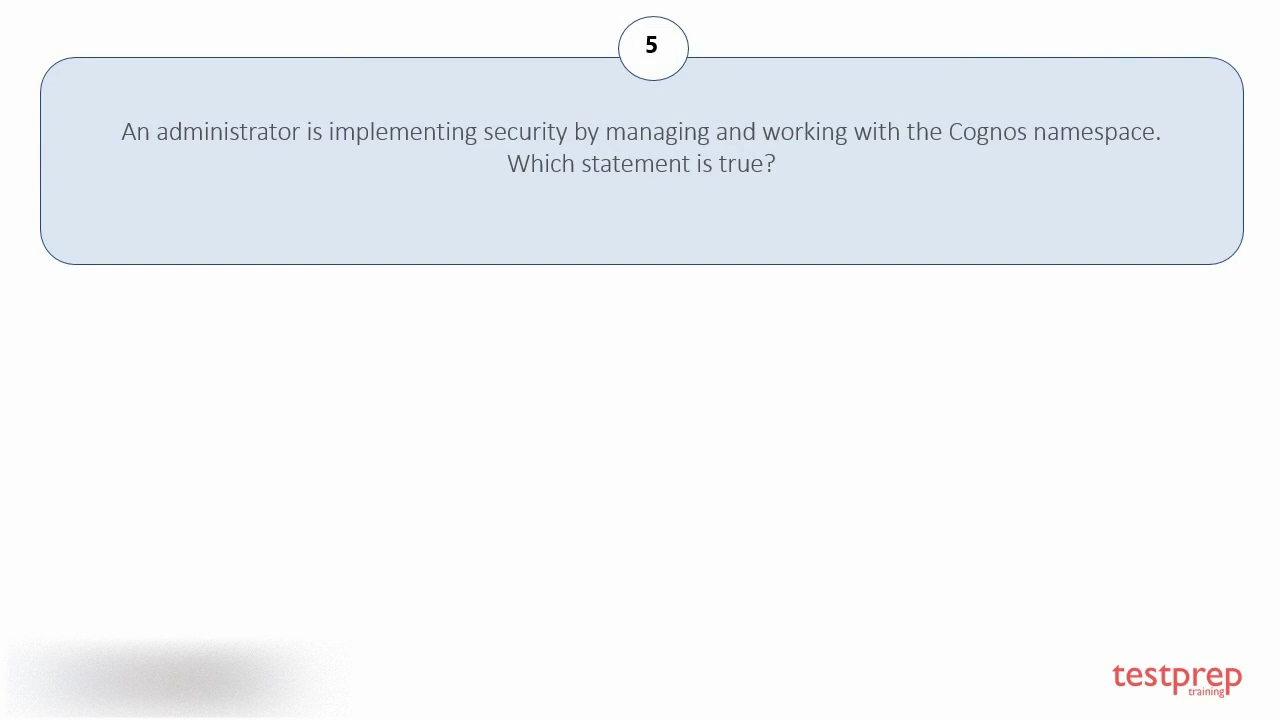 5
An administrator is implementing security by managing and working with the Cognos namespace.
Which statement is true?
testprep
training